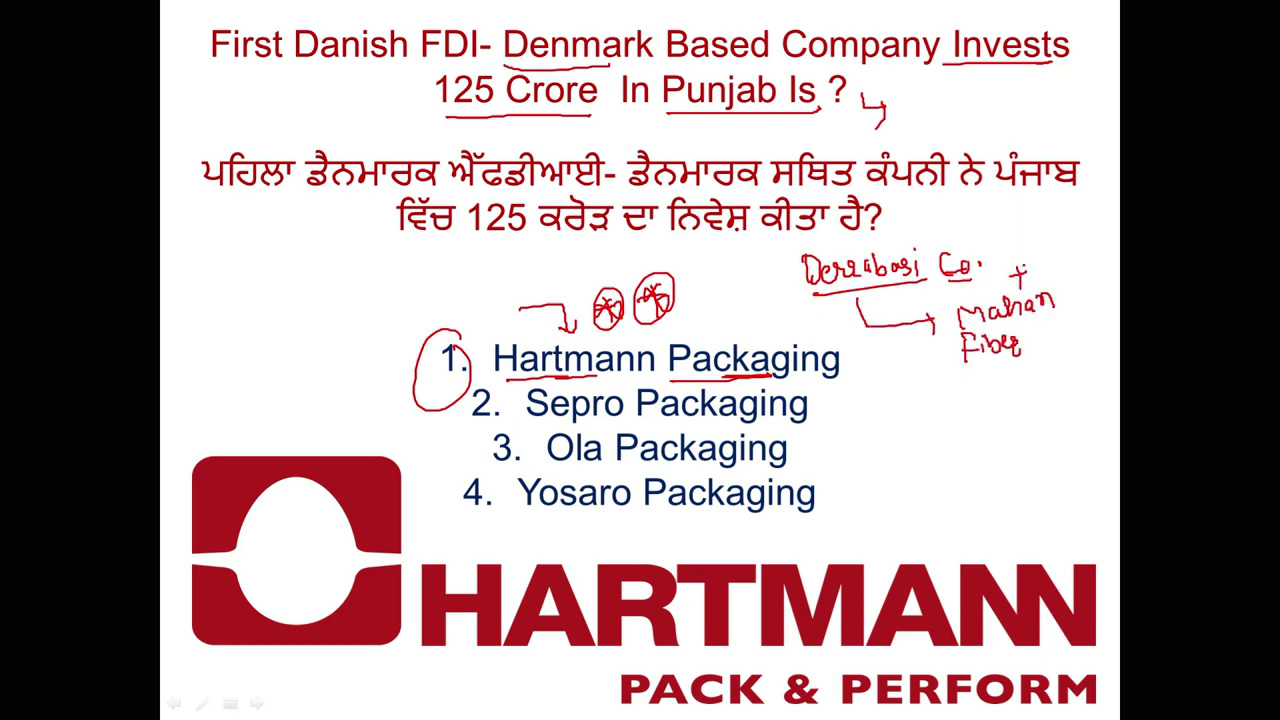 First Danish FDI- Denmark Based Company Invests
125 Crore In Punjab Is ?
ਪਹਿਲਾ ਡੈਨਮਾਰਕ ਐੱਫਡੀਆਈ- ਡੈਨਮਾਰਕ ਸਥਿਤ ਕੰਪਨੀ ਨੇ ਪੰਜਾਬ
ਵਿੱਚ 125 ਕਰੋੜ ਦਾ ਨਿਵੇਸ਼ ਕੀਤਾ ਹੈ?
Derrabasi Co. +
Mahan
Fiber
1. Hartmann Packaging
2. Sepro Packaging
3. Ola Packaging
4. Yosaro Packaging
HARTMANN
PACK & PERFORM